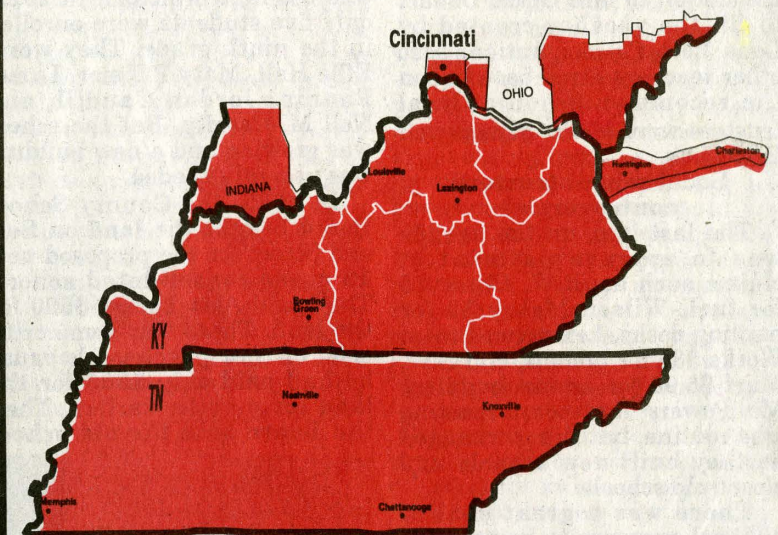 Cincinnati
OHIO
Charleston
Huntington
INDIANA
Louisville
Lexington
Bowling
Green
KY
TN
Nashville
Knoxville
Memphis
Chattanooga